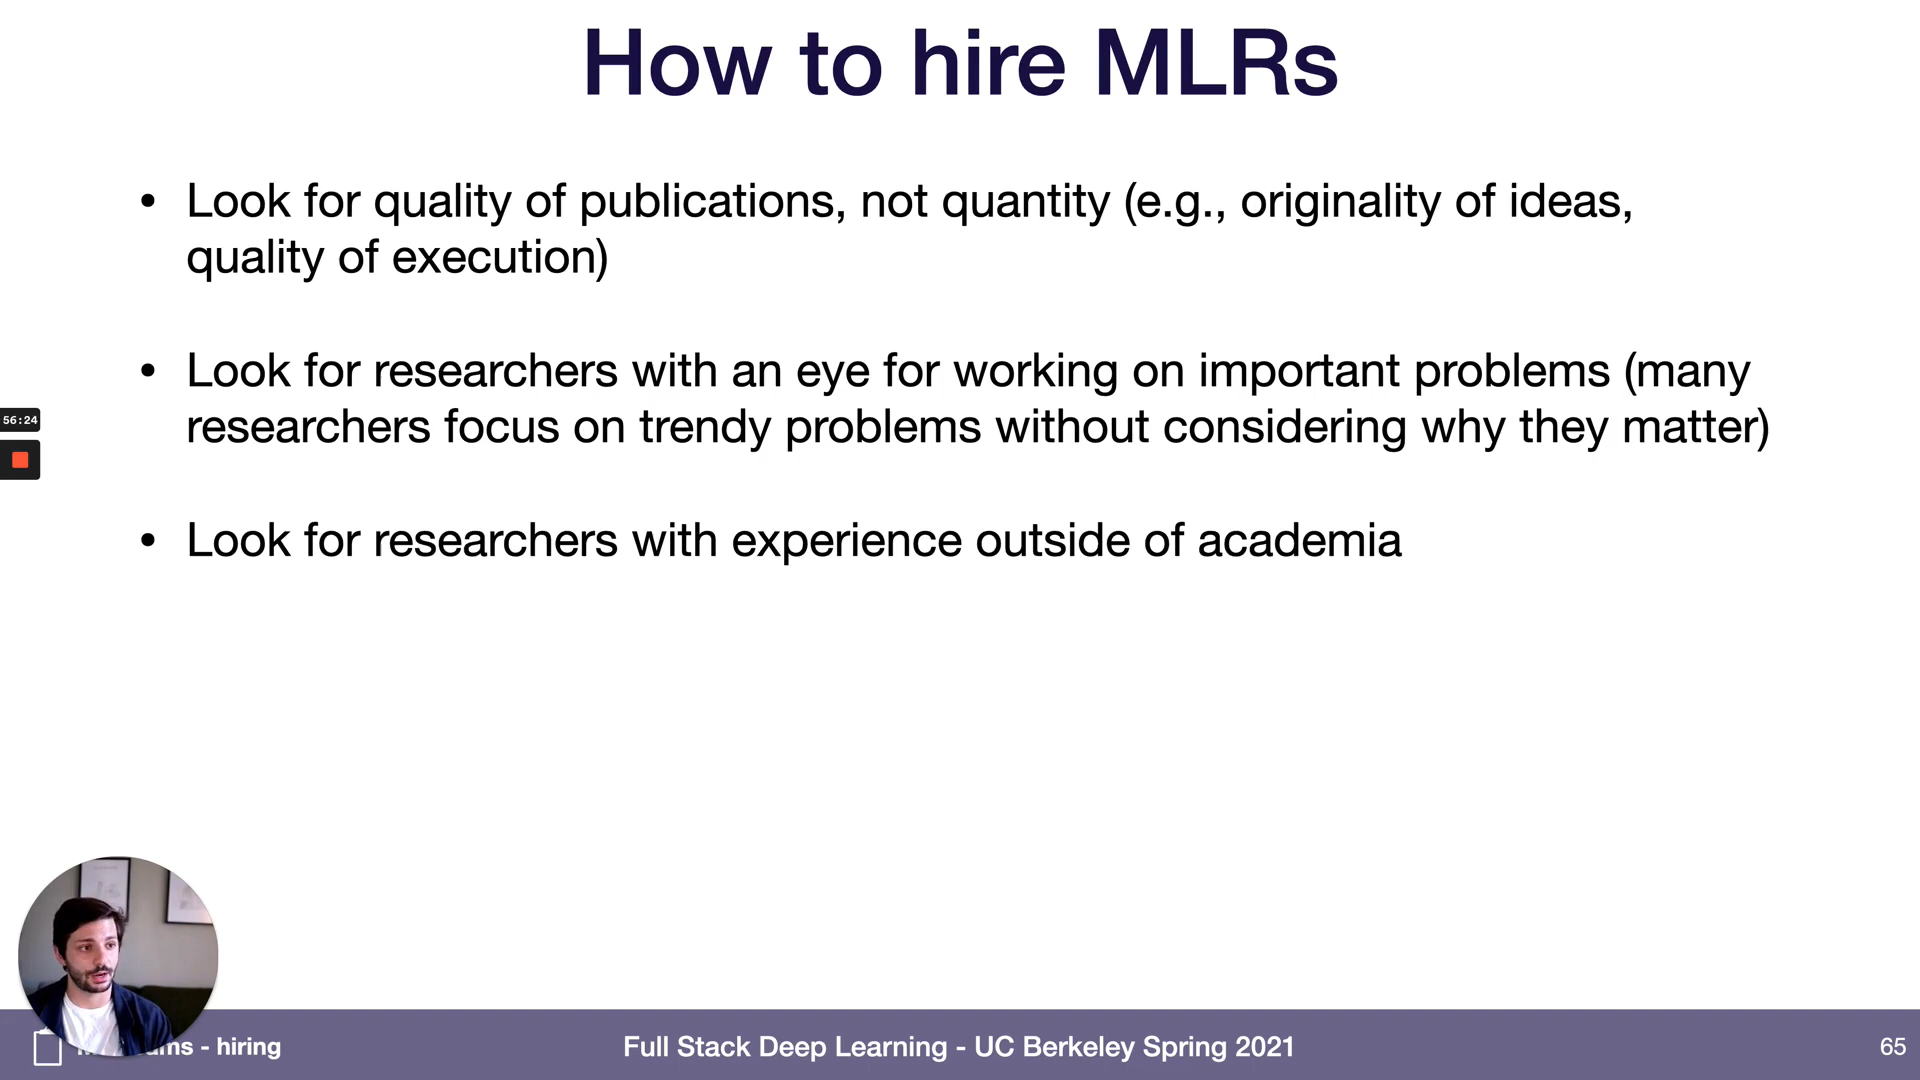 How to hire MLRs
• Look for quality of publications, not quantity (e.g., originality of ideas,
quality of execution)
• Look for researchers with an eye for working on important problems (many
researchers focus on trendy problems without considering why they matter)
56:24
• Look for researchers with experience outside of academia
- hiring
Full Stack Deep Learning - UC Berkeley Spring 2021
65